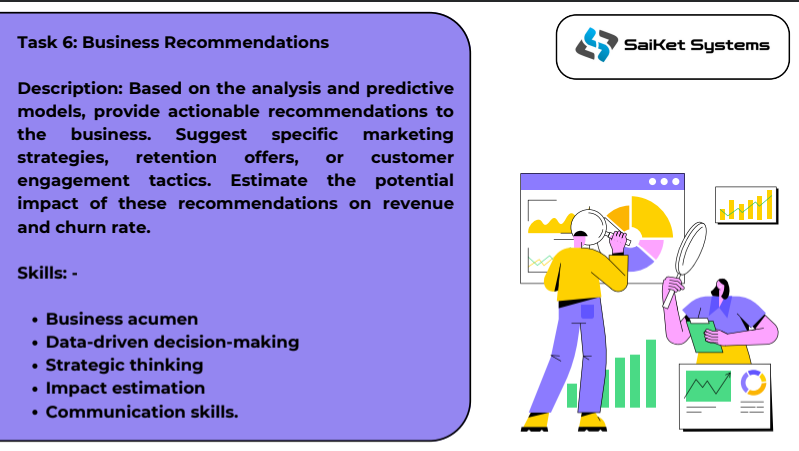 Task 6: Business Recommendations
Description: Based on the analysis and predictive
models, provide actionable recommendations to
the business. Suggest specific marketing
strategies, retention offers, or customer
engagement tactics. Estimate the potential
impact of these recommendations on revenue
and churn rate.
Skills: -
• Business acumen
• Data-driven decision-making
• Strategic thinking
• Impact estimation
• Communication skills.
SaiKet Systems